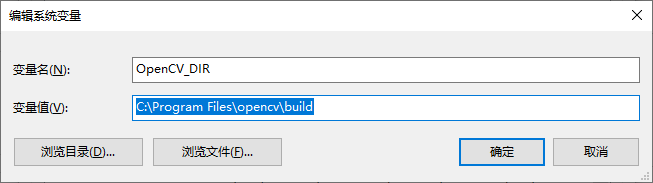 编辑系统变量
变量名(N):
OpenCV_DIR
变量值(V):
C:\Program Files\opencv\build
浏览目录(D)...
浏览文件(F)...
确定
取消